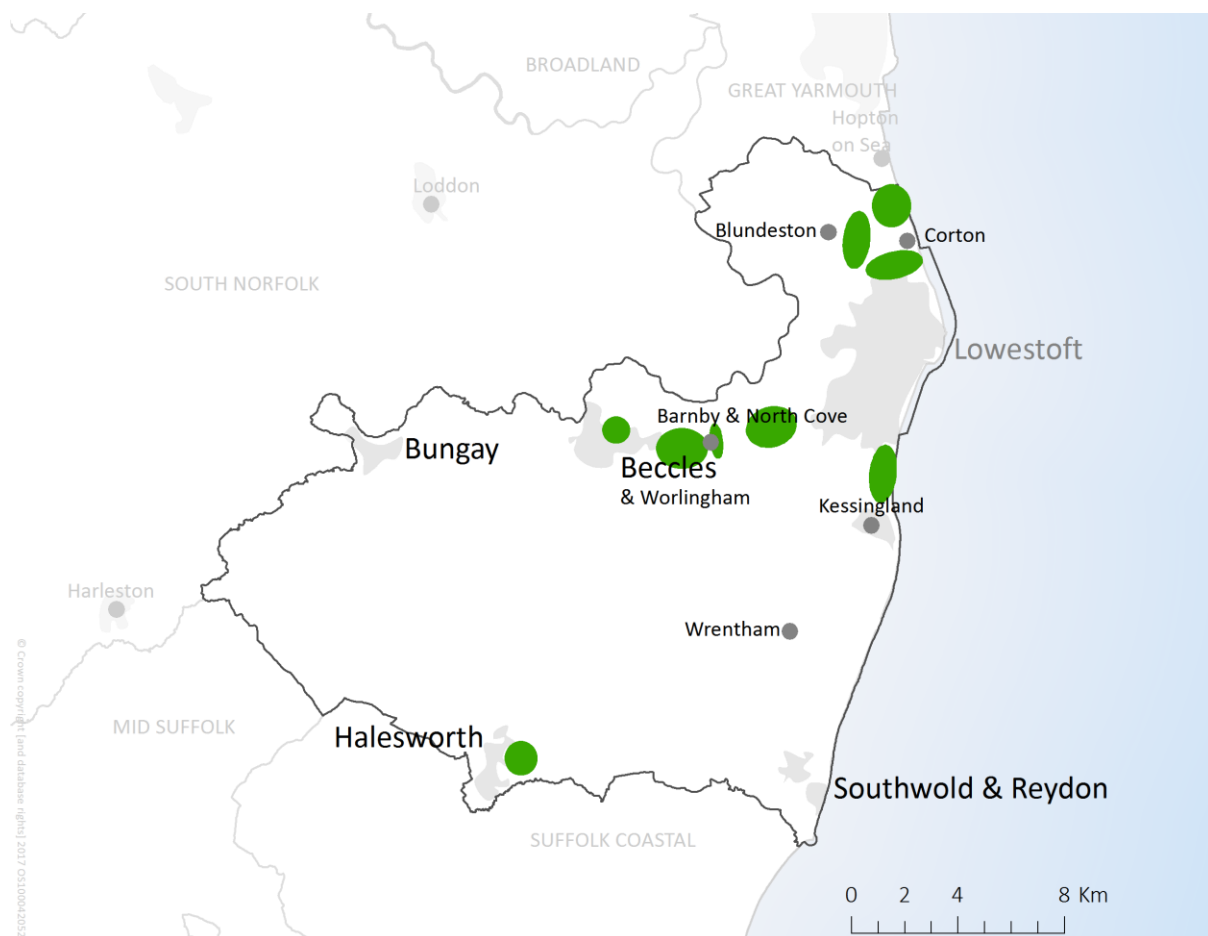 BROADLAND
GREAT YARMOUTH
Hopton
on Sea
Loddon
Blundeston
Corton
SOUTH NORFOLK
Lowestoft
Barnby & North Cove
Bungay
Beccles
& Worlingham
Kessingland
Harleston
Wrentham
MID SUFFOLK
Halesworth
Southwold & Reydon
SUFFOLK COASTAL
0 2 4 8 Km
© Crown copyright [and database rights] 2017 OS100042052